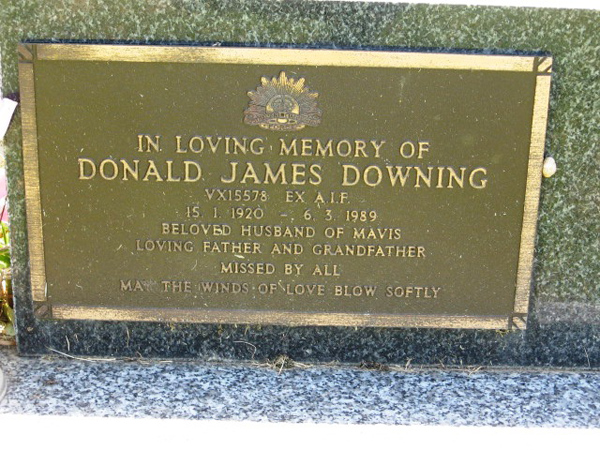 IN LOVING MEMORY OF
DONALD JAMES DOWNING
VX15578 EX A.I.F.
15. 1. 1920 - 6. 3. 1989
BELOVED HUSBAND OF MAVIS
LOVING FATHER AND GRANDFATHER
MISSED BY ALL
MAY THE WINDS OF LOVE BLOW SOFTLY